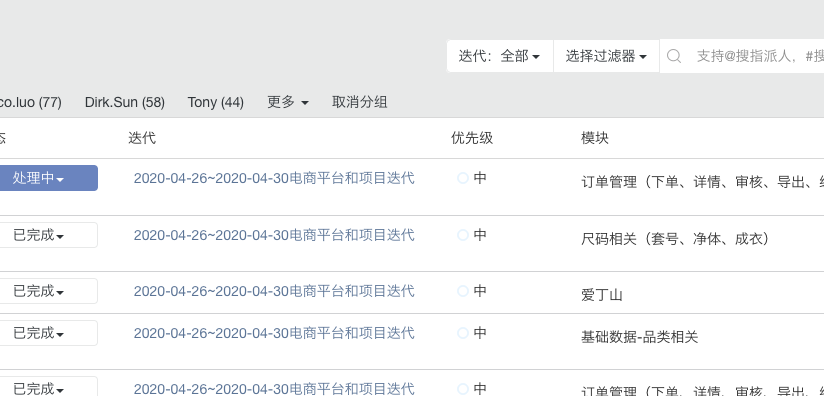 迭代：全部 选择过滤器 支持@搜指派人，#搜
co.luo (77) Dirk.Sun (58) Tony (44) 更多 取消分组
态 迭代 优先级 模块
处理中 2020-04-26~2020-04-30电商平台和项目迭代 中 订单管理（下单、详情、审核、导出、
已完成 2020-04-26~2020-04-30电商平台和项目迭代 中 尺码相关（套号、净体、成衣）
已完成 2020-04-26~2020-04-30电商平台和项目迭代 中 爱丁山
已完成 2020-04-26~2020-04-30电商平台和项目迭代 中 基础数据-品类相关
已完成 2020-04-26~2020-04-30电商平台和项目迭代 中 订单管理（下单、详情、审核、导出、